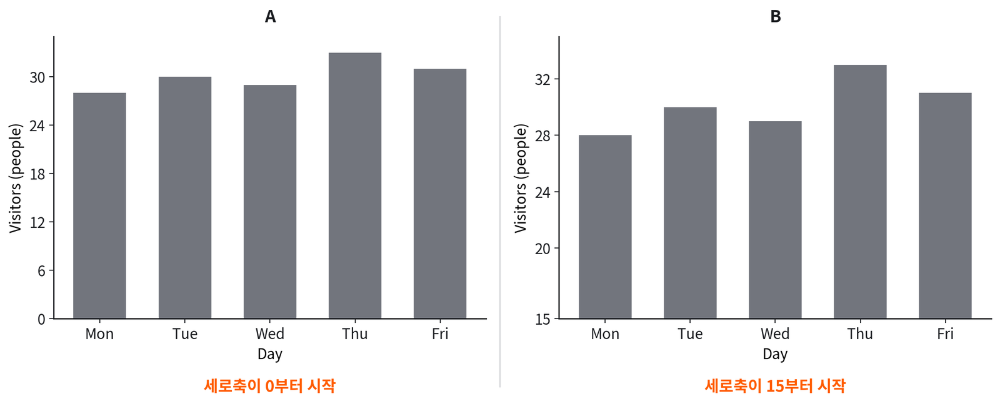 A
Visitors (people)
30
24
18
12
6
0
Mon Tue Wed Thu Fri
Day
세로축이 0부터 시작
B
Visitors (people)
32
28
24
20
15
Mon Tue Wed Thu Fri
Day
세로축이 15부터 시작